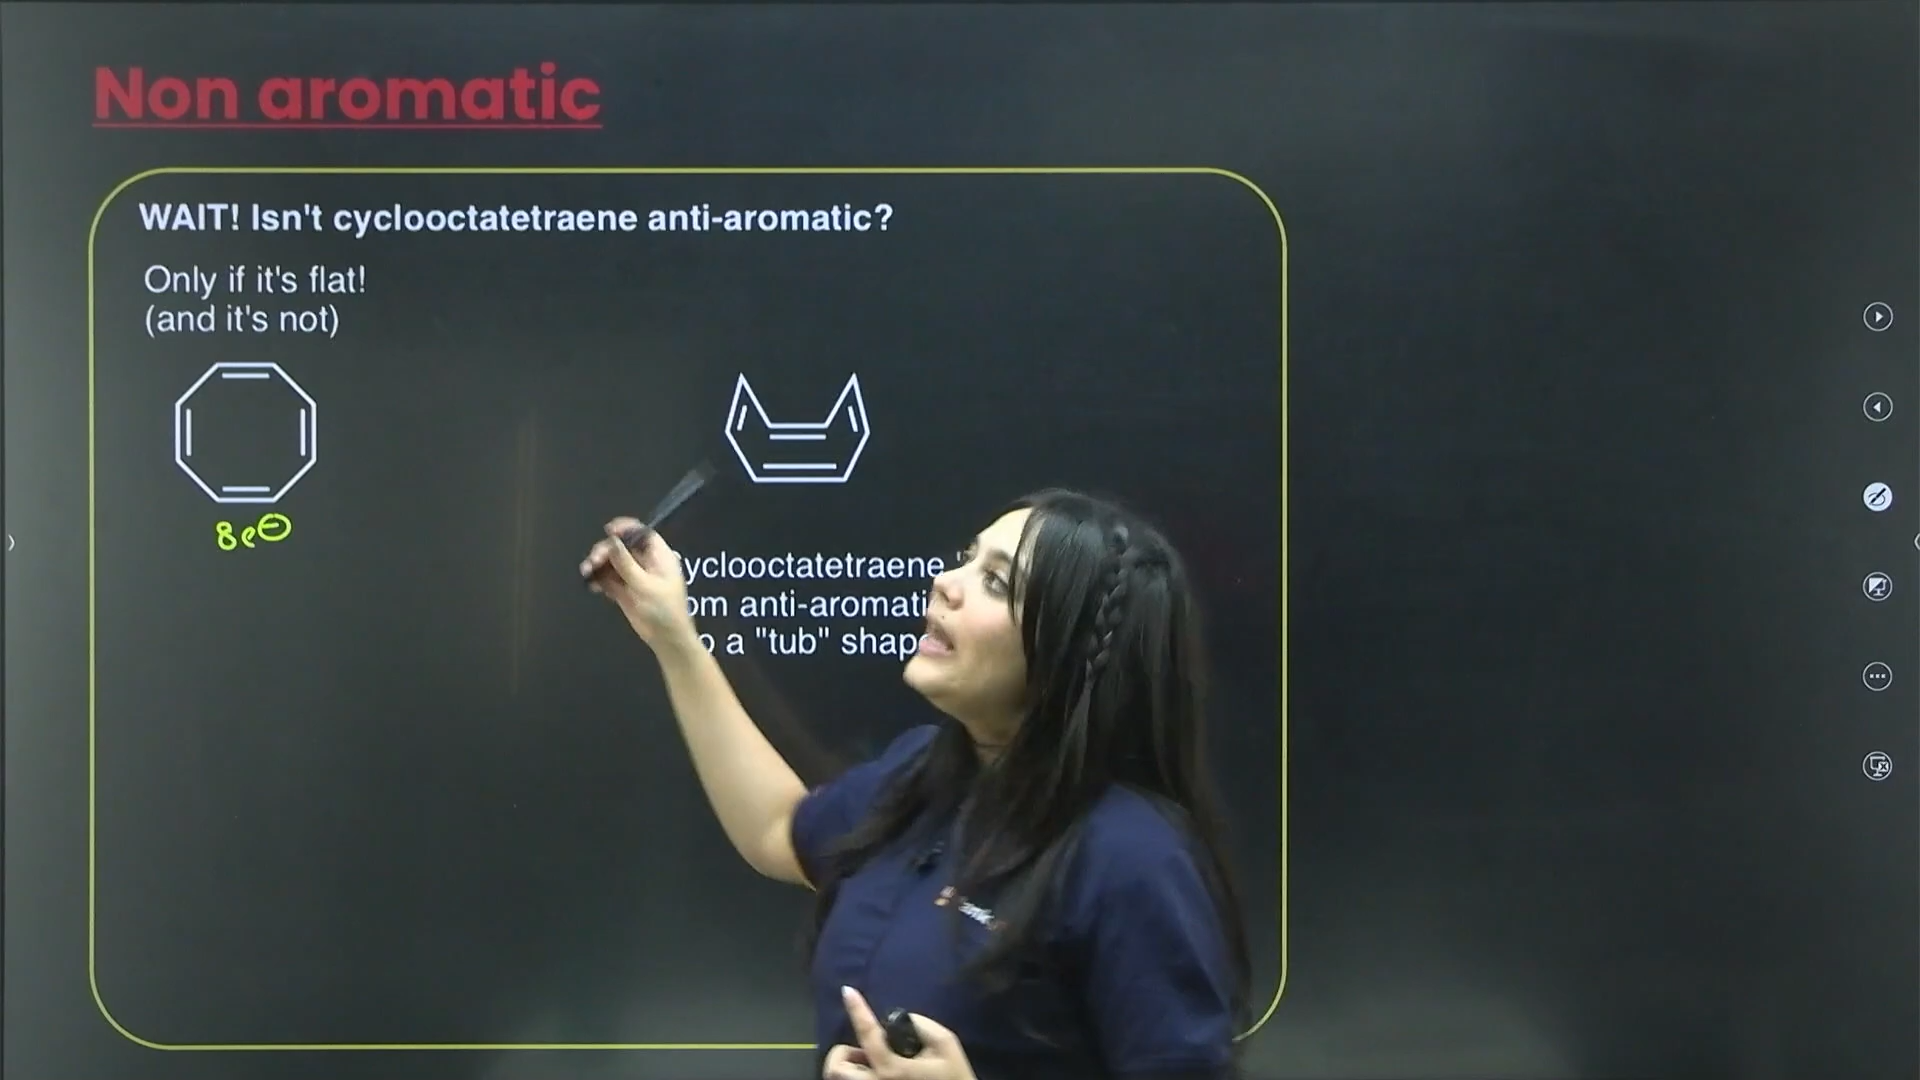 Non aromatic
WAIT! Isn't cyclooctatetraene anti-aromatic?
Only if it's flat!
(and it's not)
8e⊖
yclooctatetraene
om anti-aromati
o a "tub" shap